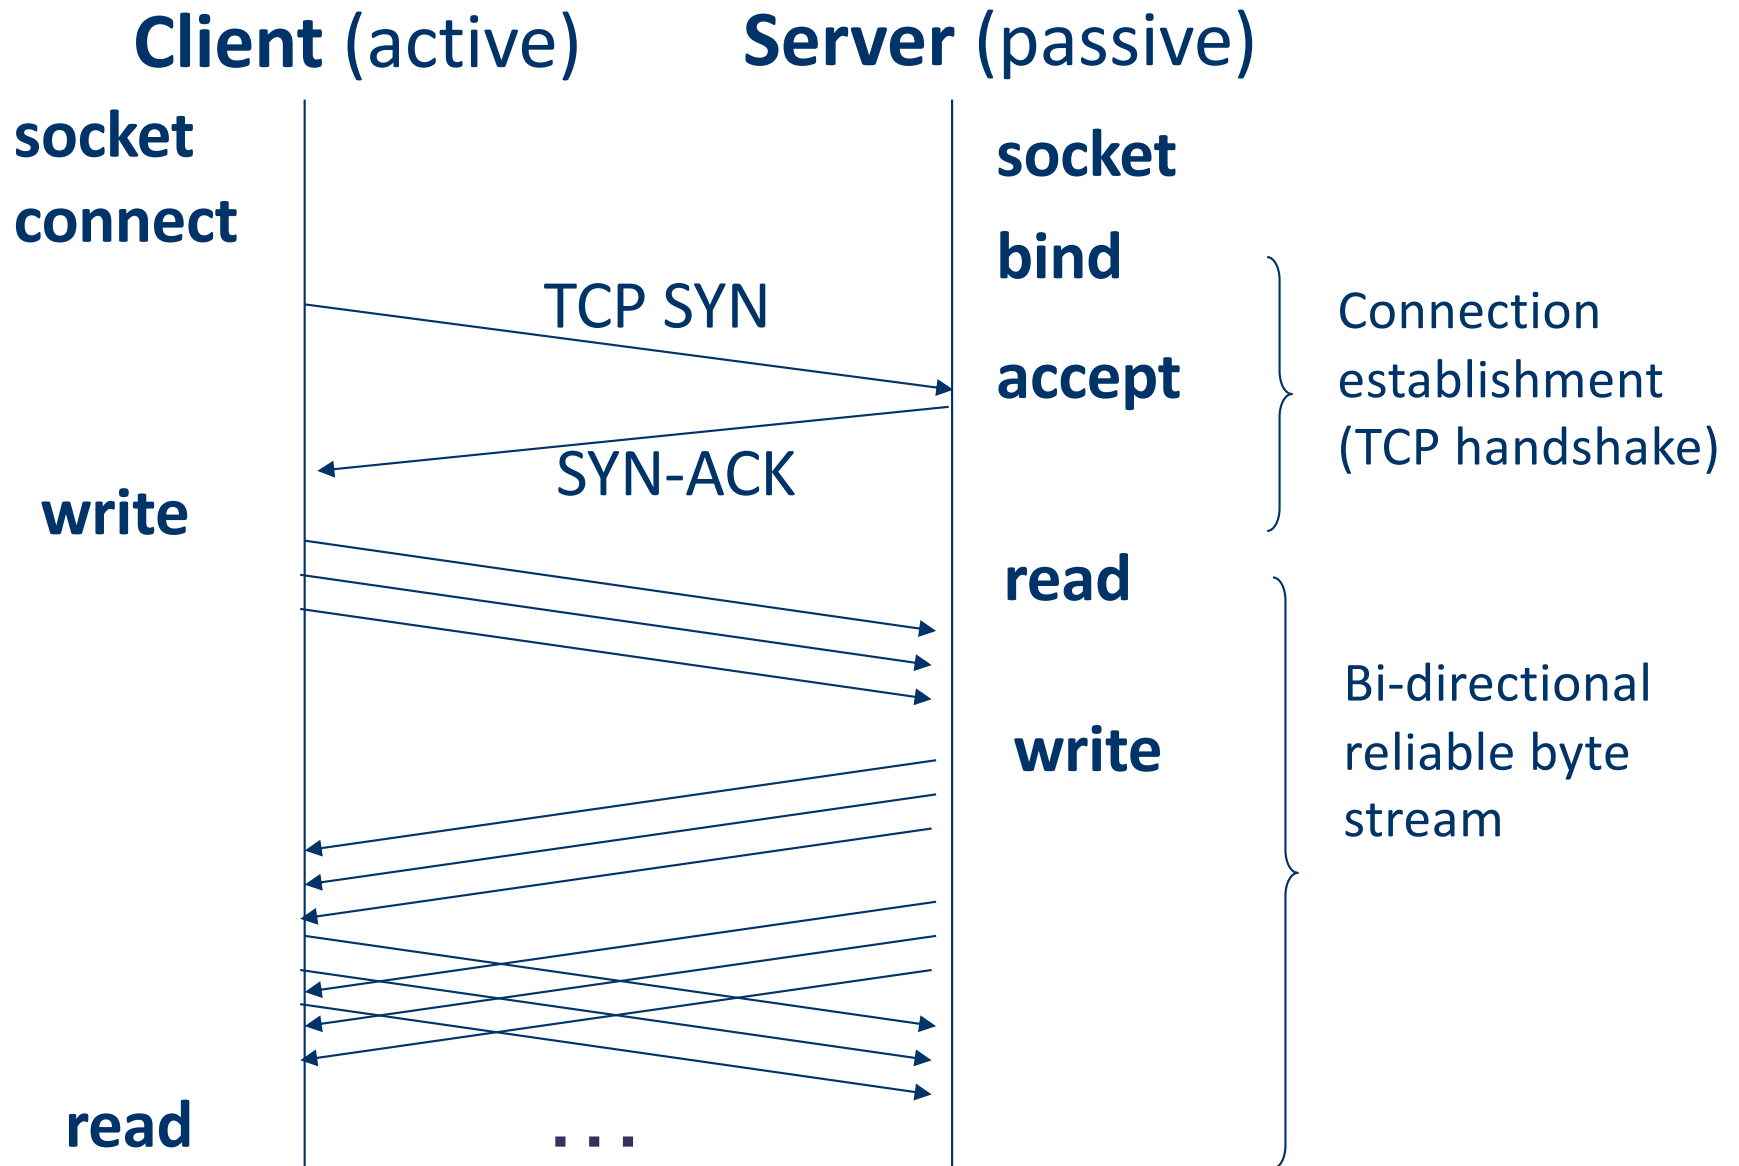 Client (active)
Server (passive)
socket
socket
connect
bind
TCP SYN
Connection
establishment
(TCP handshake)
accept
SYN-ACK
write
read
Bi-directional
reliable byte
stream
write
read
...